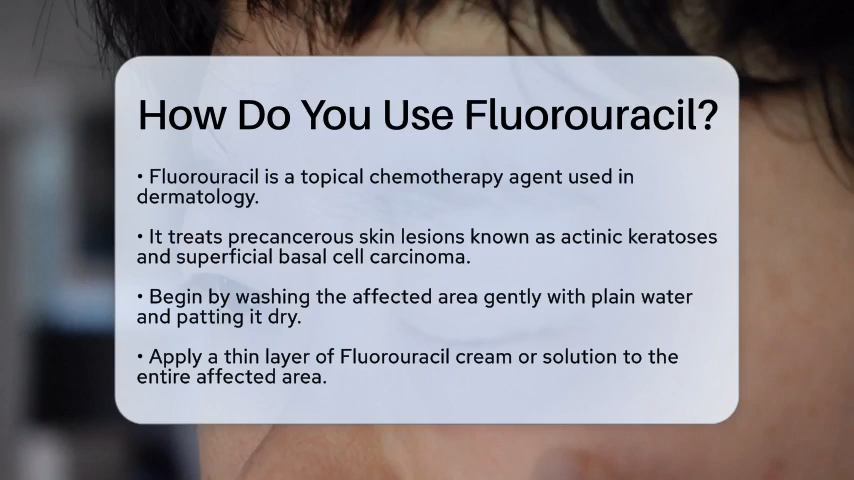 How Do You Use Fluorouracil?
• Fluorouracil is a topical chemotherapy agent used in
dermatology.
• It treats precancerous skin lesions known as actinic keratoses
and superficial basal cell carcinoma.
• Begin by washing the affected area gently with plain water
and patting it dry.
• Apply a thin layer of Fluorouracil cream or solution to the
entire affected area.